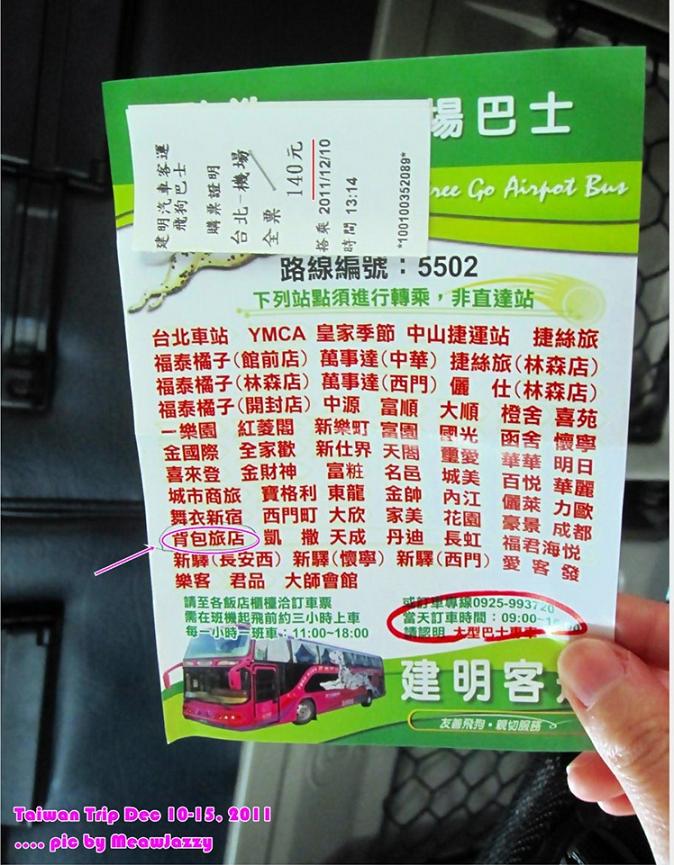 場巴士
ree Go Airpot Bus
建明汽車客運
飛狗巴士
購票證明
台北-機場
全票
140元
搭乘 2011/12/10
時間 13:14
*100100352089*
路線編號：5502
下列站點須進行轉乘，非直達站
台北車站 YMCA 皇家季節 中山捷運站 捷絲旅
福泰橘子(館前店) 萬事達(中華) 捷絲旅(林森店)
福泰橘子(林森店) 萬事達(西門) 儷 仕(林森店)
福泰橘子(開封店) 中源 富順 大順 橙舍 喜苑
一樂園 紅菱閣 新樂町 富園 國光 函舍 懷寧
金國際 全家歡 新仕界 天閣 璽愛 華華 明日
喜來登 金財神 富粧 名邑 城美 百悅 華麗
城市商旅 寶格利 東龍 金帥 內江 儷萊 力歐
舞衣新宿 西門町 大欣 家美 花園 豪景 成都
背包旅店 凱 撒 天成 丹迪 長虹 福君海悅
新驛(長安西) 新驛(懷寧) 新驛(西門) 愛 客 發
樂客 君品 大師會館
請至各飯店櫃檯洽訂車票
需在班機起飛前約三小時上車
每一小時一班車：11:00~18:00
或訂車專線0925-993720
當天訂車時間：09:00~
請認明 大型巴士專車
建明客
友善飛狗・親切服務
Taiwan Trip Dec 10-15, 2011
.... pic by MeawJazzy